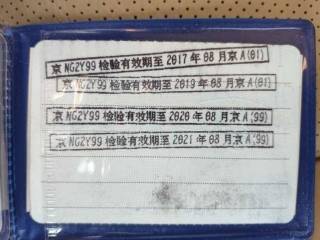 京 NG2Y99 检验有效期至 2017 年 08 月京 A(01)
京 NG2Y99 检验有效期至 2019 年 08 月京 A(01)
京 NG2Y99 检验有效期至 2020 年 08 月京 A(99)
京 NG2Y99 检验有效期至 2021 年 08 月京 A(99)